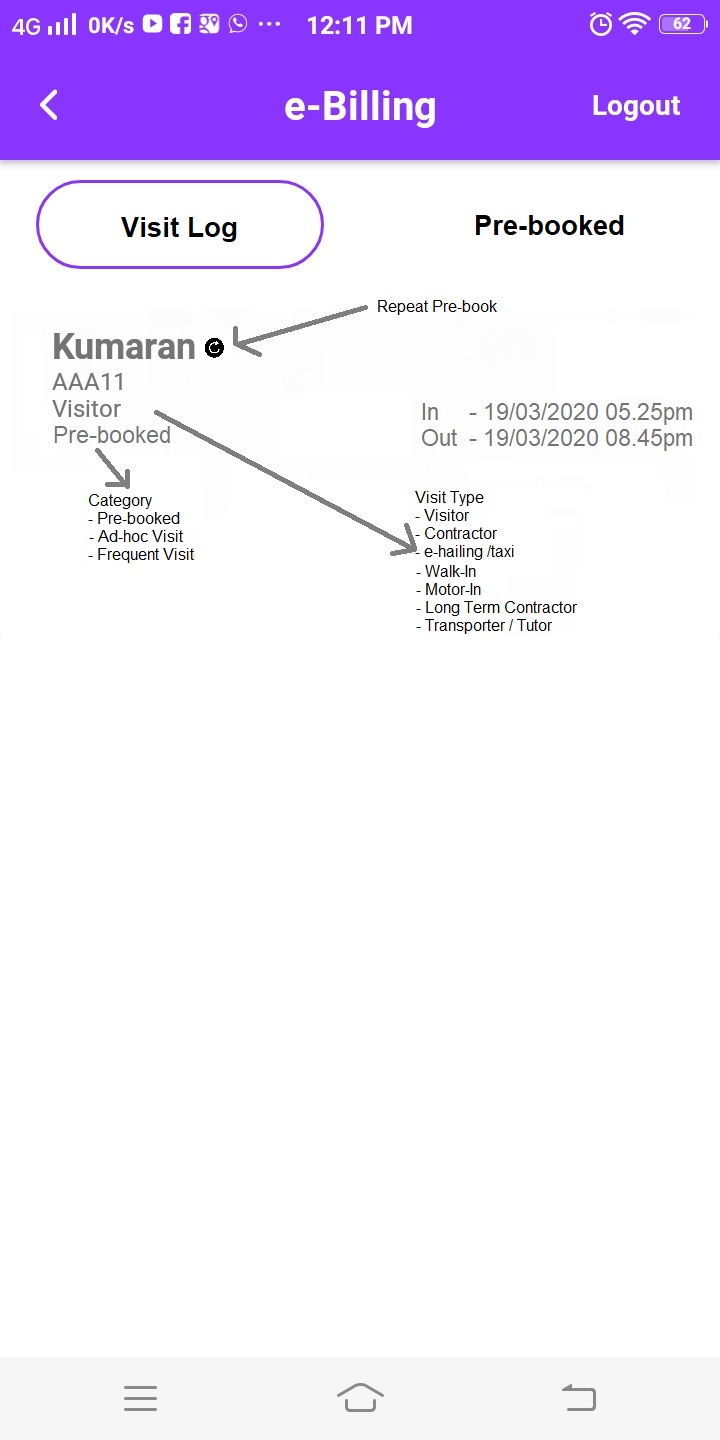 4G 0K/s ... 12:11 PM 62
e-Billing Logout
Visit Log Pre-booked
Repeat Pre-book
Kumaran
AAA11
Visitor
In - 19/03/2020 05.25pm
Pre-booked
Out - 19/03/2020 08.45pm
Category
- Pre-booked
- Ad-hoc Visit
- Frequent Visit
Visit Type
- Visitor
- Contractor
- e-hailing /taxi
- Walk-In
- Motor-In
- Long Term Contractor
- Transporter / Tutor